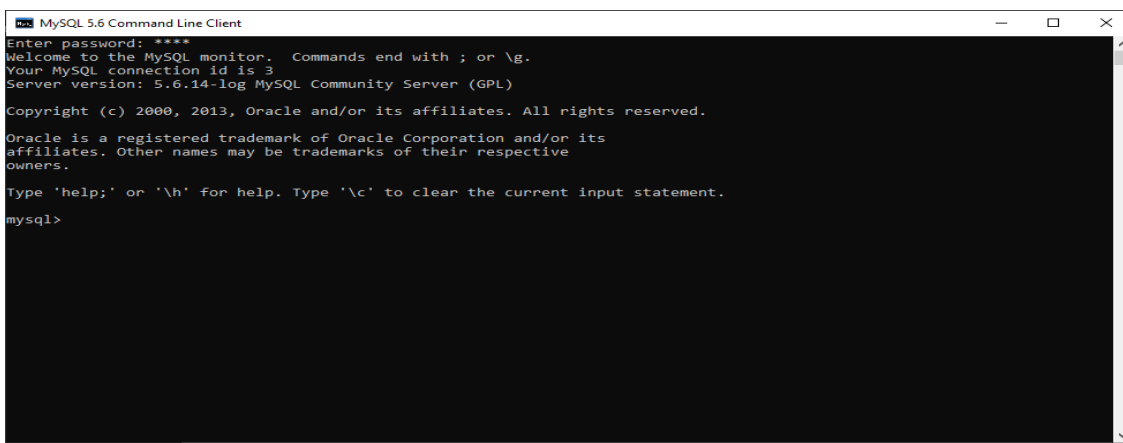 MySQL 5.6 Command Line Client
Enter password: ****
Welcome to the MySQL monitor.  Commands end with ; or \g.
Your MySQL connection id is 3
Server version: 5.6.14-log MySQL Community Server (GPL)
Copyright (c) 2000, 2013, Oracle and/or its affiliates. All rights reserved.
Oracle is a registered trademark of Oracle Corporation and/or its
affiliates. Other names may be trademarks of their respective
owners.
Type 'help;' or '\h' for help. Type '\c' to clear the current input statement.
mysql>